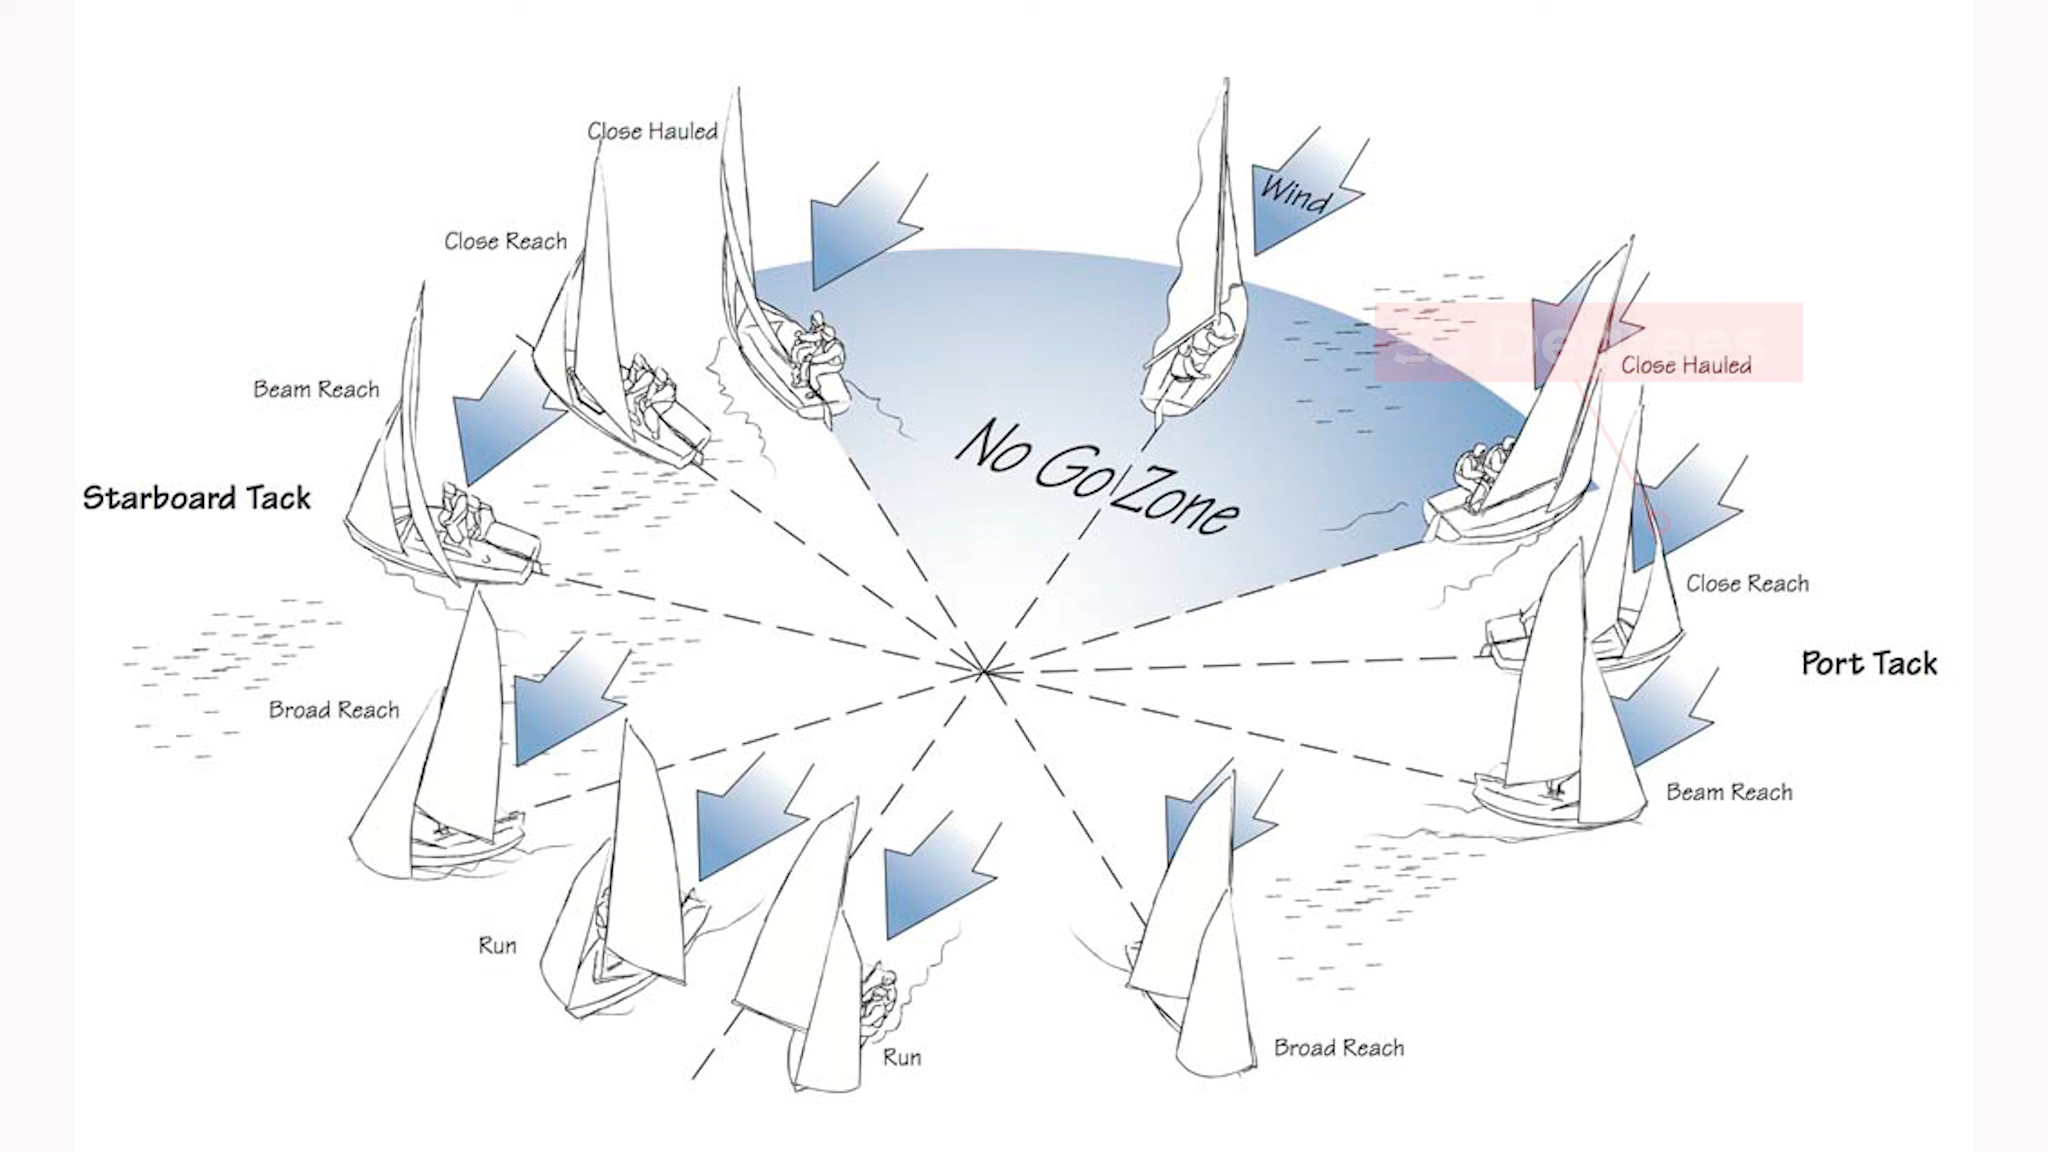 Close Hauled
Wind
Close Reach
Degrees
Close Hauled
Beam Reach
No Go Zone
Starboard Tack
Close Reach
Port Tack
Broad Reach
Beam Reach
Run
Run
Broad Reach